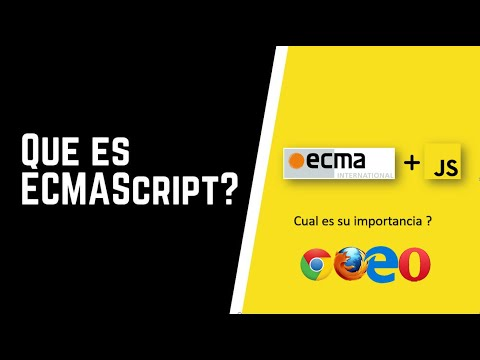 Que es
ECMAScript?
ecma
INTERNATIONAL
+
JS
Cual es su importancia ?